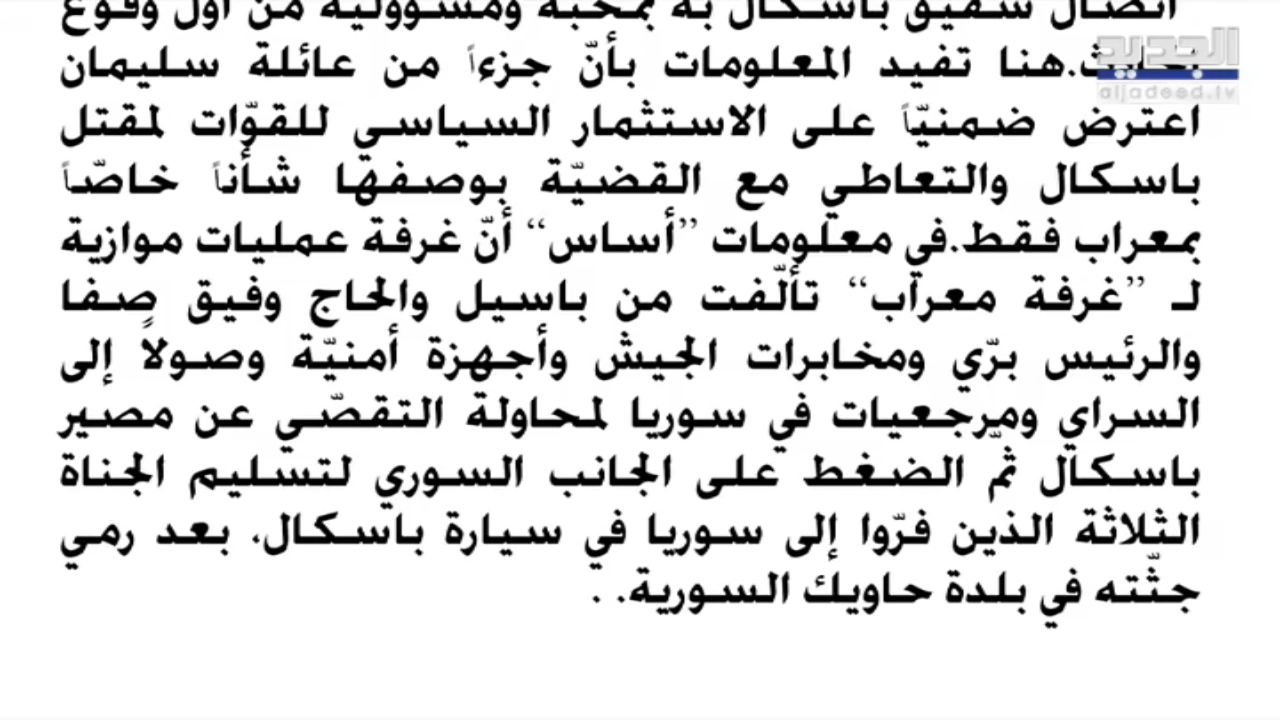 اتصال شقيق باسكال به بمحبة ومسؤولية من أول وقوع
الجديد
.هنا تفيد المعلومات بأنّ جزءاً من عائلة سليمان
aljadeed.tv
اعترض ضمنيّاً على الاستثمار السياسي للقوّات لمقتل
باسكال والتعاطي مع القضيّة بوصفها شأناً خاصّاً
بمعراب فقط.في معلومات ”أساس“ أنّ غرفة عمليات موازية
لـ ”غرفة معراب“ تألّفت من باسيل والحاج وفيق صفا
والرئيس برّي ومخابرات الجيش وأجهزة أمنيّة وصولاً إلى
السراي ومرجعيات في سوريا لمحاولة التقصّي عن مصير
باسكال ثمّ الضغط على الجانب السوري لتسليم الجناة
الثلاثة الذين فرّوا إلى سوريا في سيارة باسكال، بعد رمي
جثّته في بلدة حاويك السورية. .